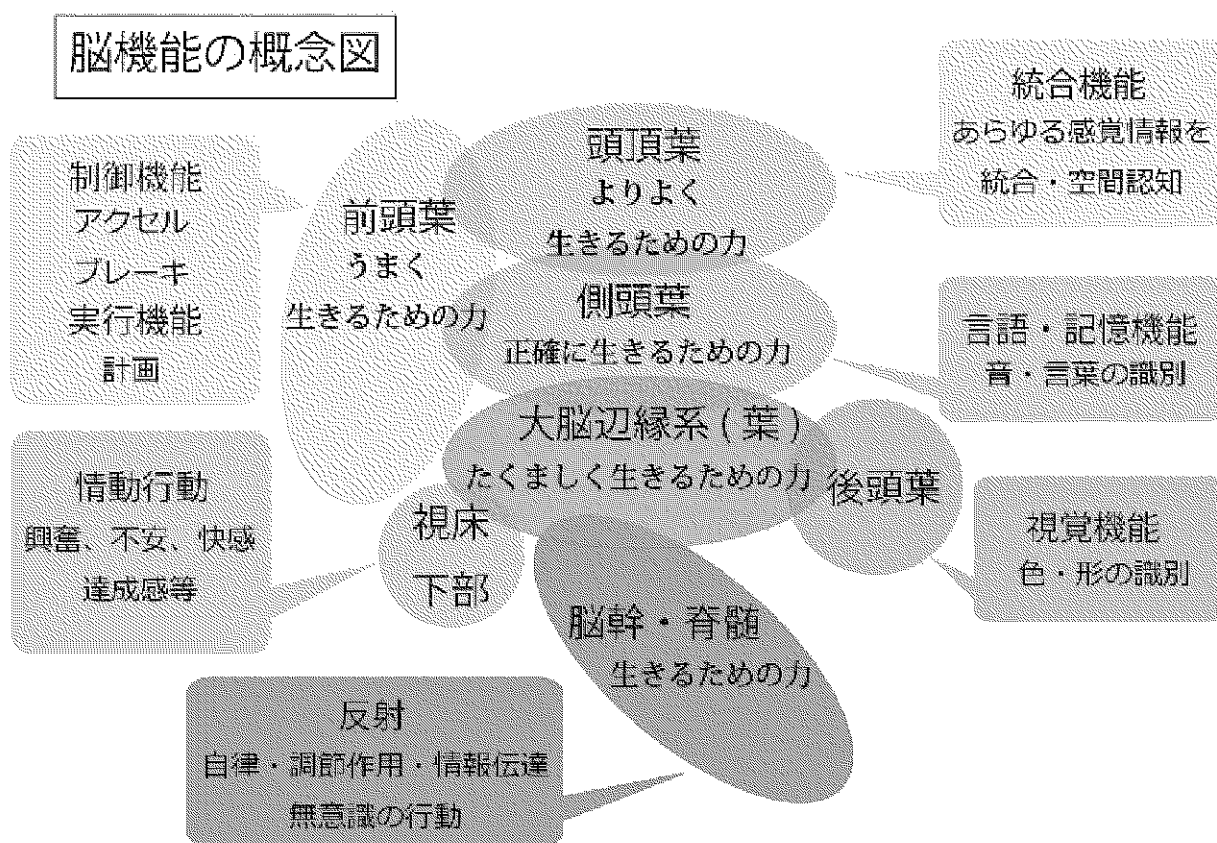 脳機能の概念図
制御機能
アクセル
ブレーキ
実行機能
計画
前頭葉
うまく
生きるための力
頭頂葉
よりよく
生きるための力
統合機能
あらゆる感覚情報を
統合・空間認知
側頭葉
正確に生きるための力
言語・記憶機能
音・言葉の識別
大脳辺縁系(葉)
たくましく生きるための力
後頭葉
視覚機能
色・形の識別
情動行動
興奮、不安、快感
達成感等
視床
下部
脳幹・脊髄
生きるための力
反射
自律・調節作用・情報伝達
無意識の行動